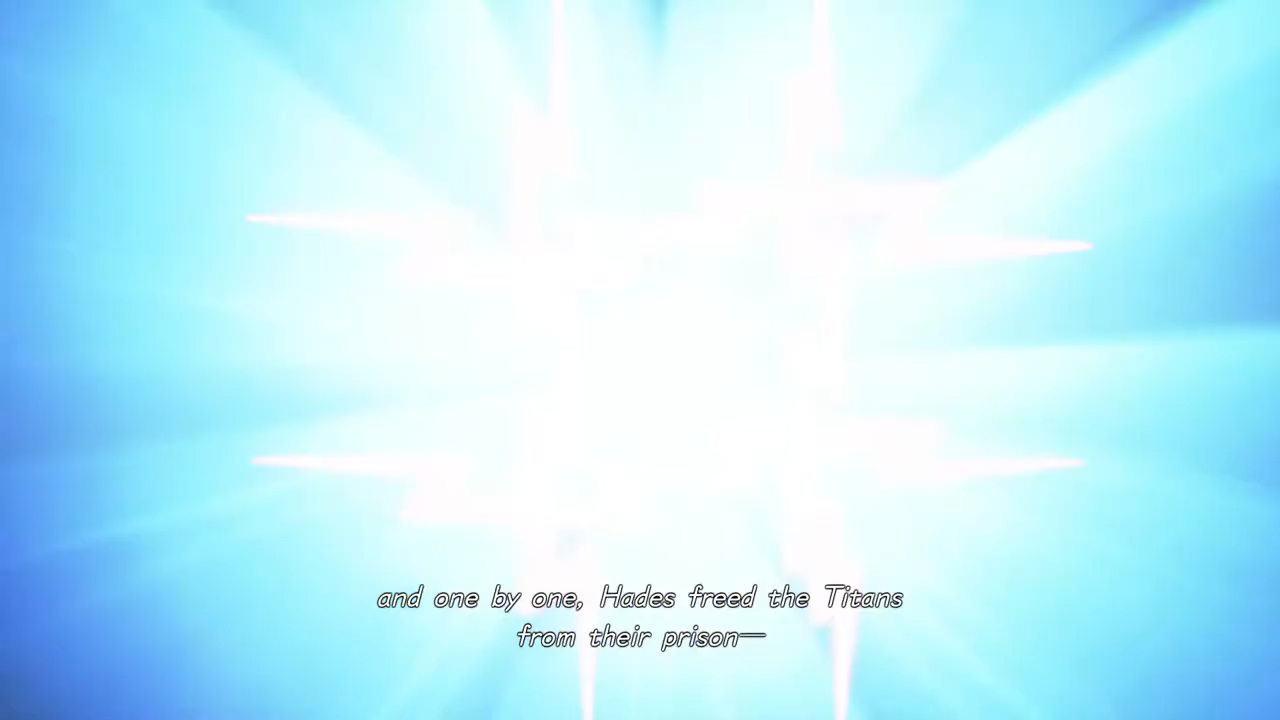 and one by one, Hades freed the Titans
from their prison—